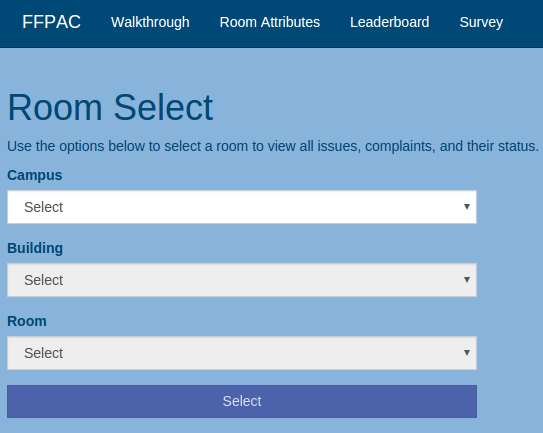 FFPAC Walkthrough Room Attributes Leaderboard Survey
Room Select
Use the options below to select a room to view all issues, complaints, and their status.
Campus
Select
Building
Select
Room
Select
Select